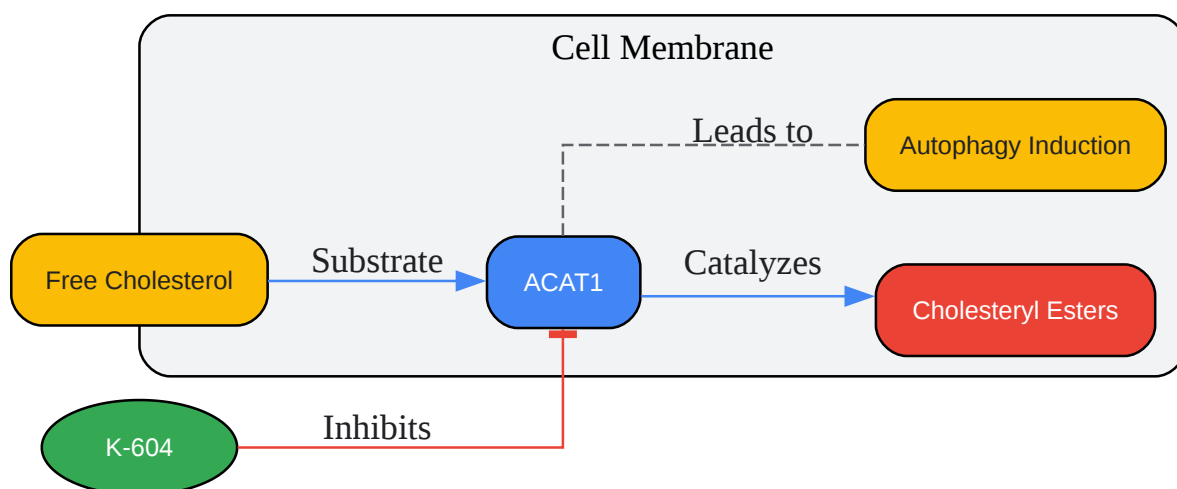 Cell Membrane
Leads to
Autophagy Induction
Free Cholesterol
Substrate
ACAT1
Catalyzes
Cholesteryl Esters
K-604
Inhibits